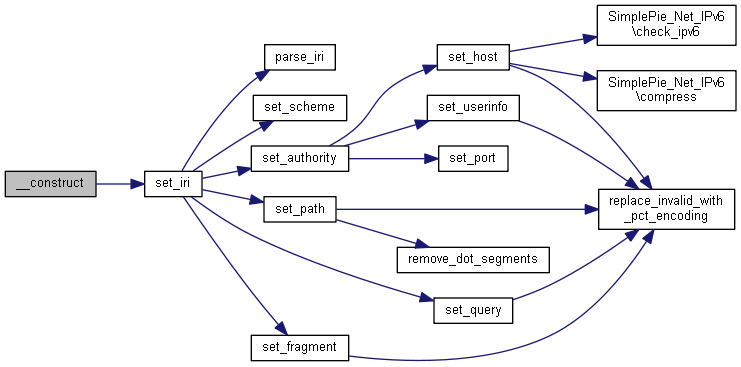 SimplePie_Net_IPv6
\check_ipv6
parse_iri
set_host
SimplePie_Net_IPv6
\compress
set_scheme
set_userinfo
set_authority
set_port
__construct
set_iri
set_path
replace_invalid_with
_pct_encoding
remove_dot_segments
set_query
set_fragment